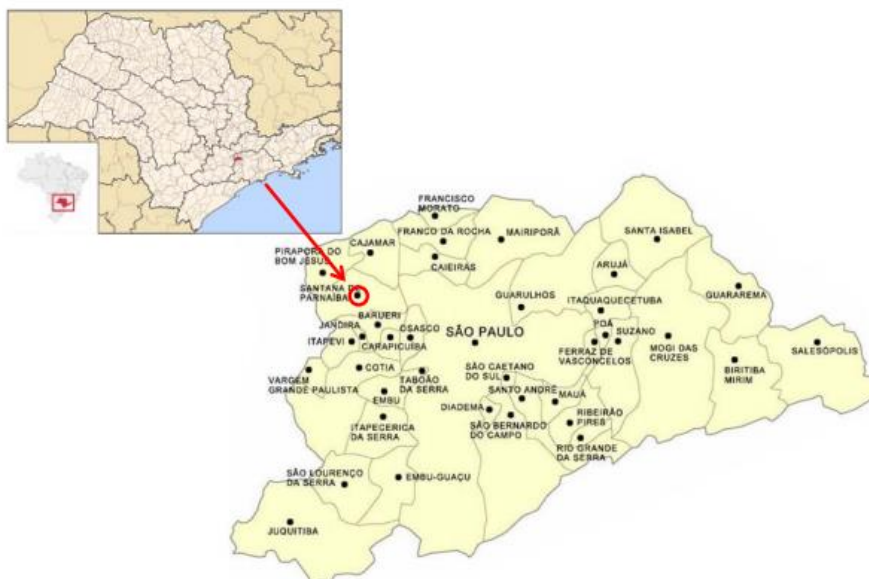 FRANCISCO
MORATO
FRANCO DA ROCHA
MAIRIPORÃ
SANTA ISABEL
CAJAMAR
PIRAPORA DO
BOM JESUS
CAIEIRAS
ARUJÁ
SANTANA DE
PARNAÍBA
GUARULHOS
ITAQUAQUECETUBA
GUARAREMA
BARUERI
JANDIRA
OSASCO
SÃO PAULO
POÁ
SUZANO
ITAPEVI
CARAPICUÍBA
FERRAZ DE
VASCONCELOS
MOGI DAS
CRUZES
SALESÓPOLIS
COTIA
SÃO CAETANO
DO SUL
BIRITIBA
MIRIM
VARGEM
GRANDE PAULISTA
TABOÃO
DA SERRA
SANTO ANDRÉ
MAUÁ
EMBU
DIADEMA
RIBEIRÃO
PIRES
ITAPECERICA
DA SERRA
SÃO BERNARDO
DO CAMPO
RIO GRANDE
DA SERRA
SÃO LOURENÇO
DA SERRA
EMBU-GUAÇU
JUQUITIBA